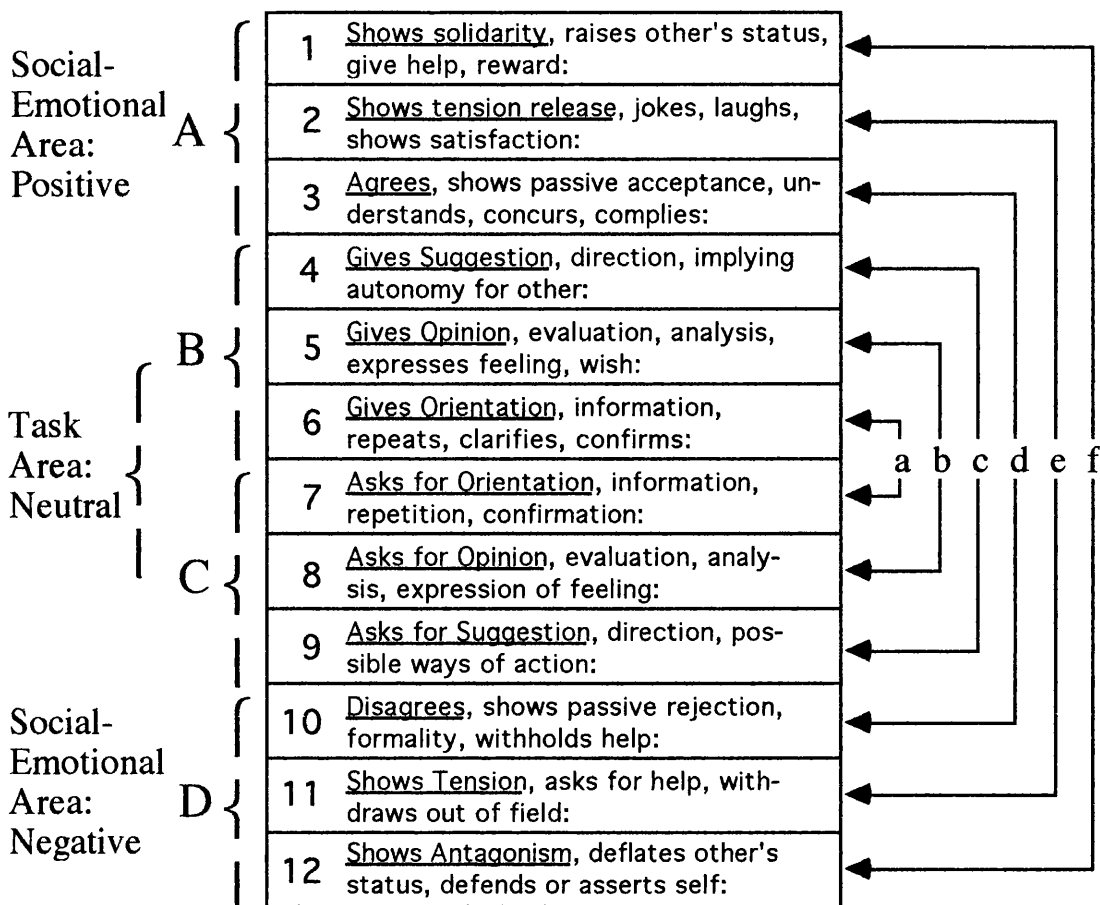 Social-
Emotional
Area:
Positive
A
1 Shows solidarity, raises other's status,
give help, reward:
2 Shows tension release, jokes, laughs,
shows satisfaction:
3 Agrees, shows passive acceptance, un-
derstands, concurs, complies:
B
4 Gives Suggestion, direction, implying
autonomy for other:
5 Gives Opinion, evaluation, analysis,
expresses feeling, wish:
6 Gives Orientation, information,
repeats, clarifies, confirms:
Task
Area:
Neutral
C
7 Asks for Orientation, information,
repetition, confirmation:
8 Asks for Opinion, evaluation, analy-
sis, expression of feeling:
9 Asks for Suggestion, direction, pos-
sible ways of action:
Social-
Emotional
Area:
Negative
D
10 Disagrees, shows passive rejection,
formality, withholds help:
11 Shows Tension, asks for help, with-
draws out of field:
12 Shows Antagonism, deflates other's
status, defends or asserts self:
a b c d e f